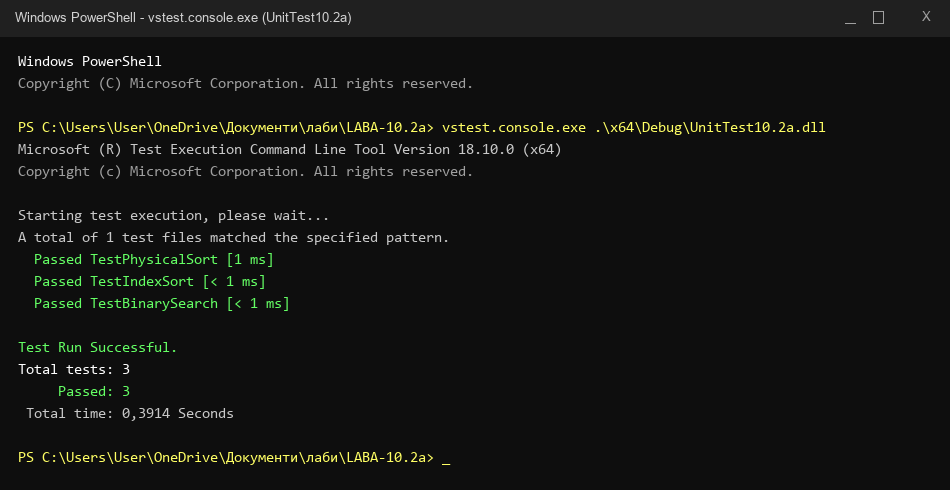 Windows PowerShell - vstest.console.exe (UnitTest10.2a)
Windows PowerShell
Copyright (C) Microsoft Corporation. All rights reserved.
PS C:\Users\User\OneDrive\Документи\лаби\LABA-10.2a> vstest.console.exe .\x64\Debug\UnitTest10.2a.dll
Microsoft (R) Test Execution Command Line Tool Version 18.10.0 (x64)
Copyright (c) Microsoft Corporation. All rights reserved.
Starting test execution, please wait...
A total of 1 test files matched the specified pattern.
Passed TestPhysicalSort [1 ms]
Passed TestIndexSort [< 1 ms]
Passed TestBinarySearch [< 1 ms]
Test Run Successful.
Total tests: 3
Passed: 3
Total time: 0,3914 Seconds
PS C:\Users\User\OneDrive\Документи\лаби\LABA-10.2a> _